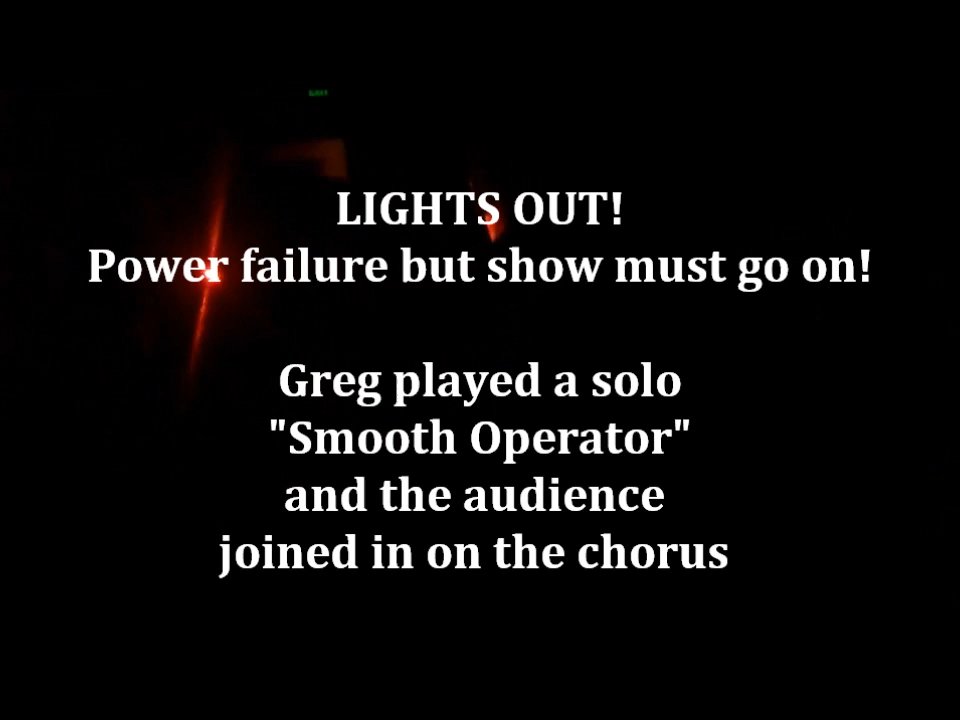 LIGHTS OUT!
Power failure but show must go on!
Greg played a solo
"Smooth Operator"
and the audience
joined in on the chorus